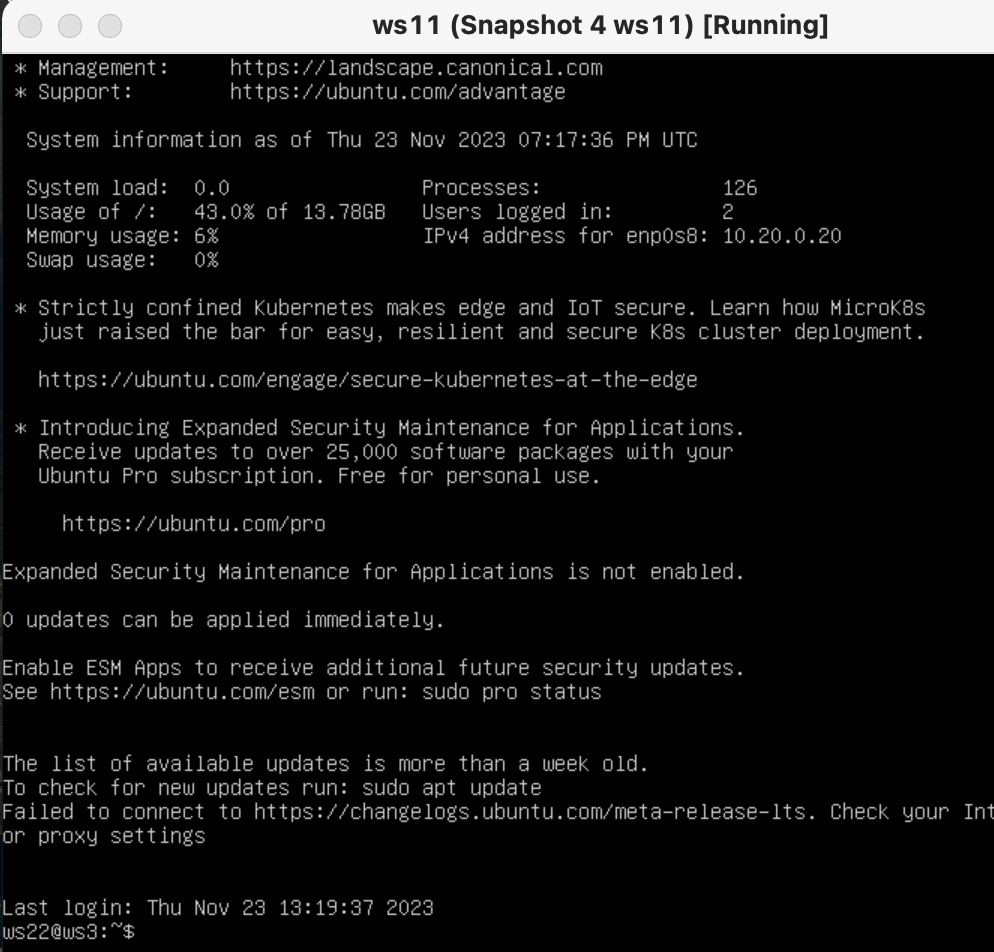 ws11 (Snapshot 4 ws11) [Running]
* Management: https://landscape.canonical.com
* Support: https://ubuntu.com/advantage
System information as of Thu 23 Nov 2023 07:17:36 PM UTC
System load: 0.0 Processes: 126
Usage of /: 43.0% of 13.78GB Users logged in: 2
Memory usage: 6% IPv4 address for enp0s8: 10.20.0.20
Swap usage: 0%
* Strictly confined Kubernetes makes edge and IoT secure. Learn how MicroK8s
just raised the bar for easy, resilient and secure K8s cluster deployment.
https://ubuntu.com/engage/secure-kubernetes-at-the-edge
* Introducing Expanded Security Maintenance for Applications.
Receive updates to over 25,000 software packages with your
Ubuntu Pro subscription. Free for personal use.
https://ubuntu.com/pro
Expanded Security Maintenance for Applications is not enabled.
0 updates can be applied immediately.
Enable ESM Apps to receive additional future security updates.
See https://ubuntu.com/esm or run: sudo pro status
The list of available updates is more than a week old.
To check for new updates run: sudo apt update
Failed to connect to https://changelogs.ubuntu.com/meta-release-lts. Check your Int
or proxy settings
Last login: Thu Nov 23 13:19:37 2023
ws22@ws3:~$